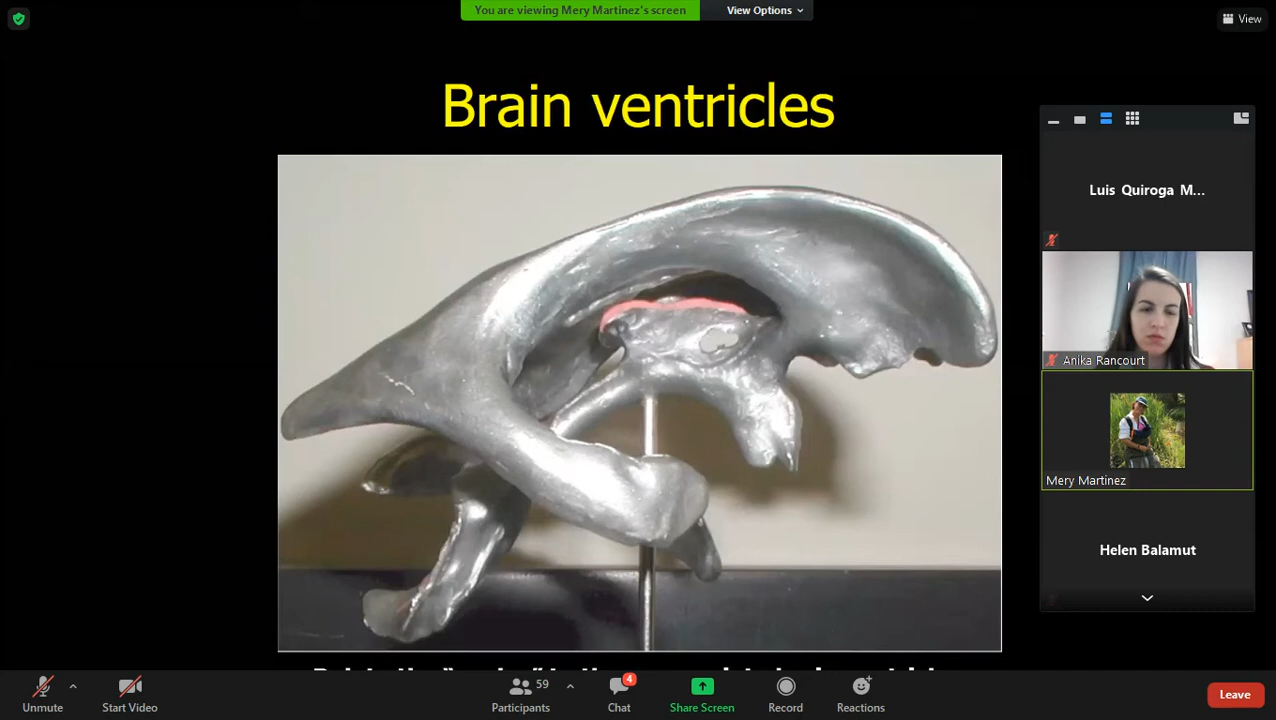 You are viewing Mery Martinez's screen
View Options
View
Brain ventricles
Luis Quiroga M...
Anika Rancourt
Mery Martinez
Helen Balamut
Unmute
Start Video
59
Participants
4
Chat
Share Screen
Record
Reactions
Leave